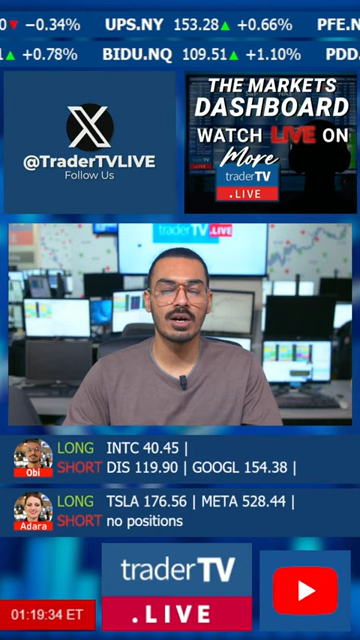 0▼ −0.34% UPS.NY 153.28▲ +0.66% PFE.N
1▲ +0.78% BIDU.NQ 109.51▲ +1.10% PDD.
X
@TraderTVLIVE
Follow Us
THE MARKETS
DASHBOARD
WATCH LIVE ON
More
traderTV
.LIVE
traderTV .LIVE
LONG INTC 40.45 |
SHORT DIS 119.90 | GOOGL 154.38 |
Obi
LONG TSLA 176.56 | META 528.44 |
SHORT no positions
Adara
traderTV
.LIVE
01:19:34 ET